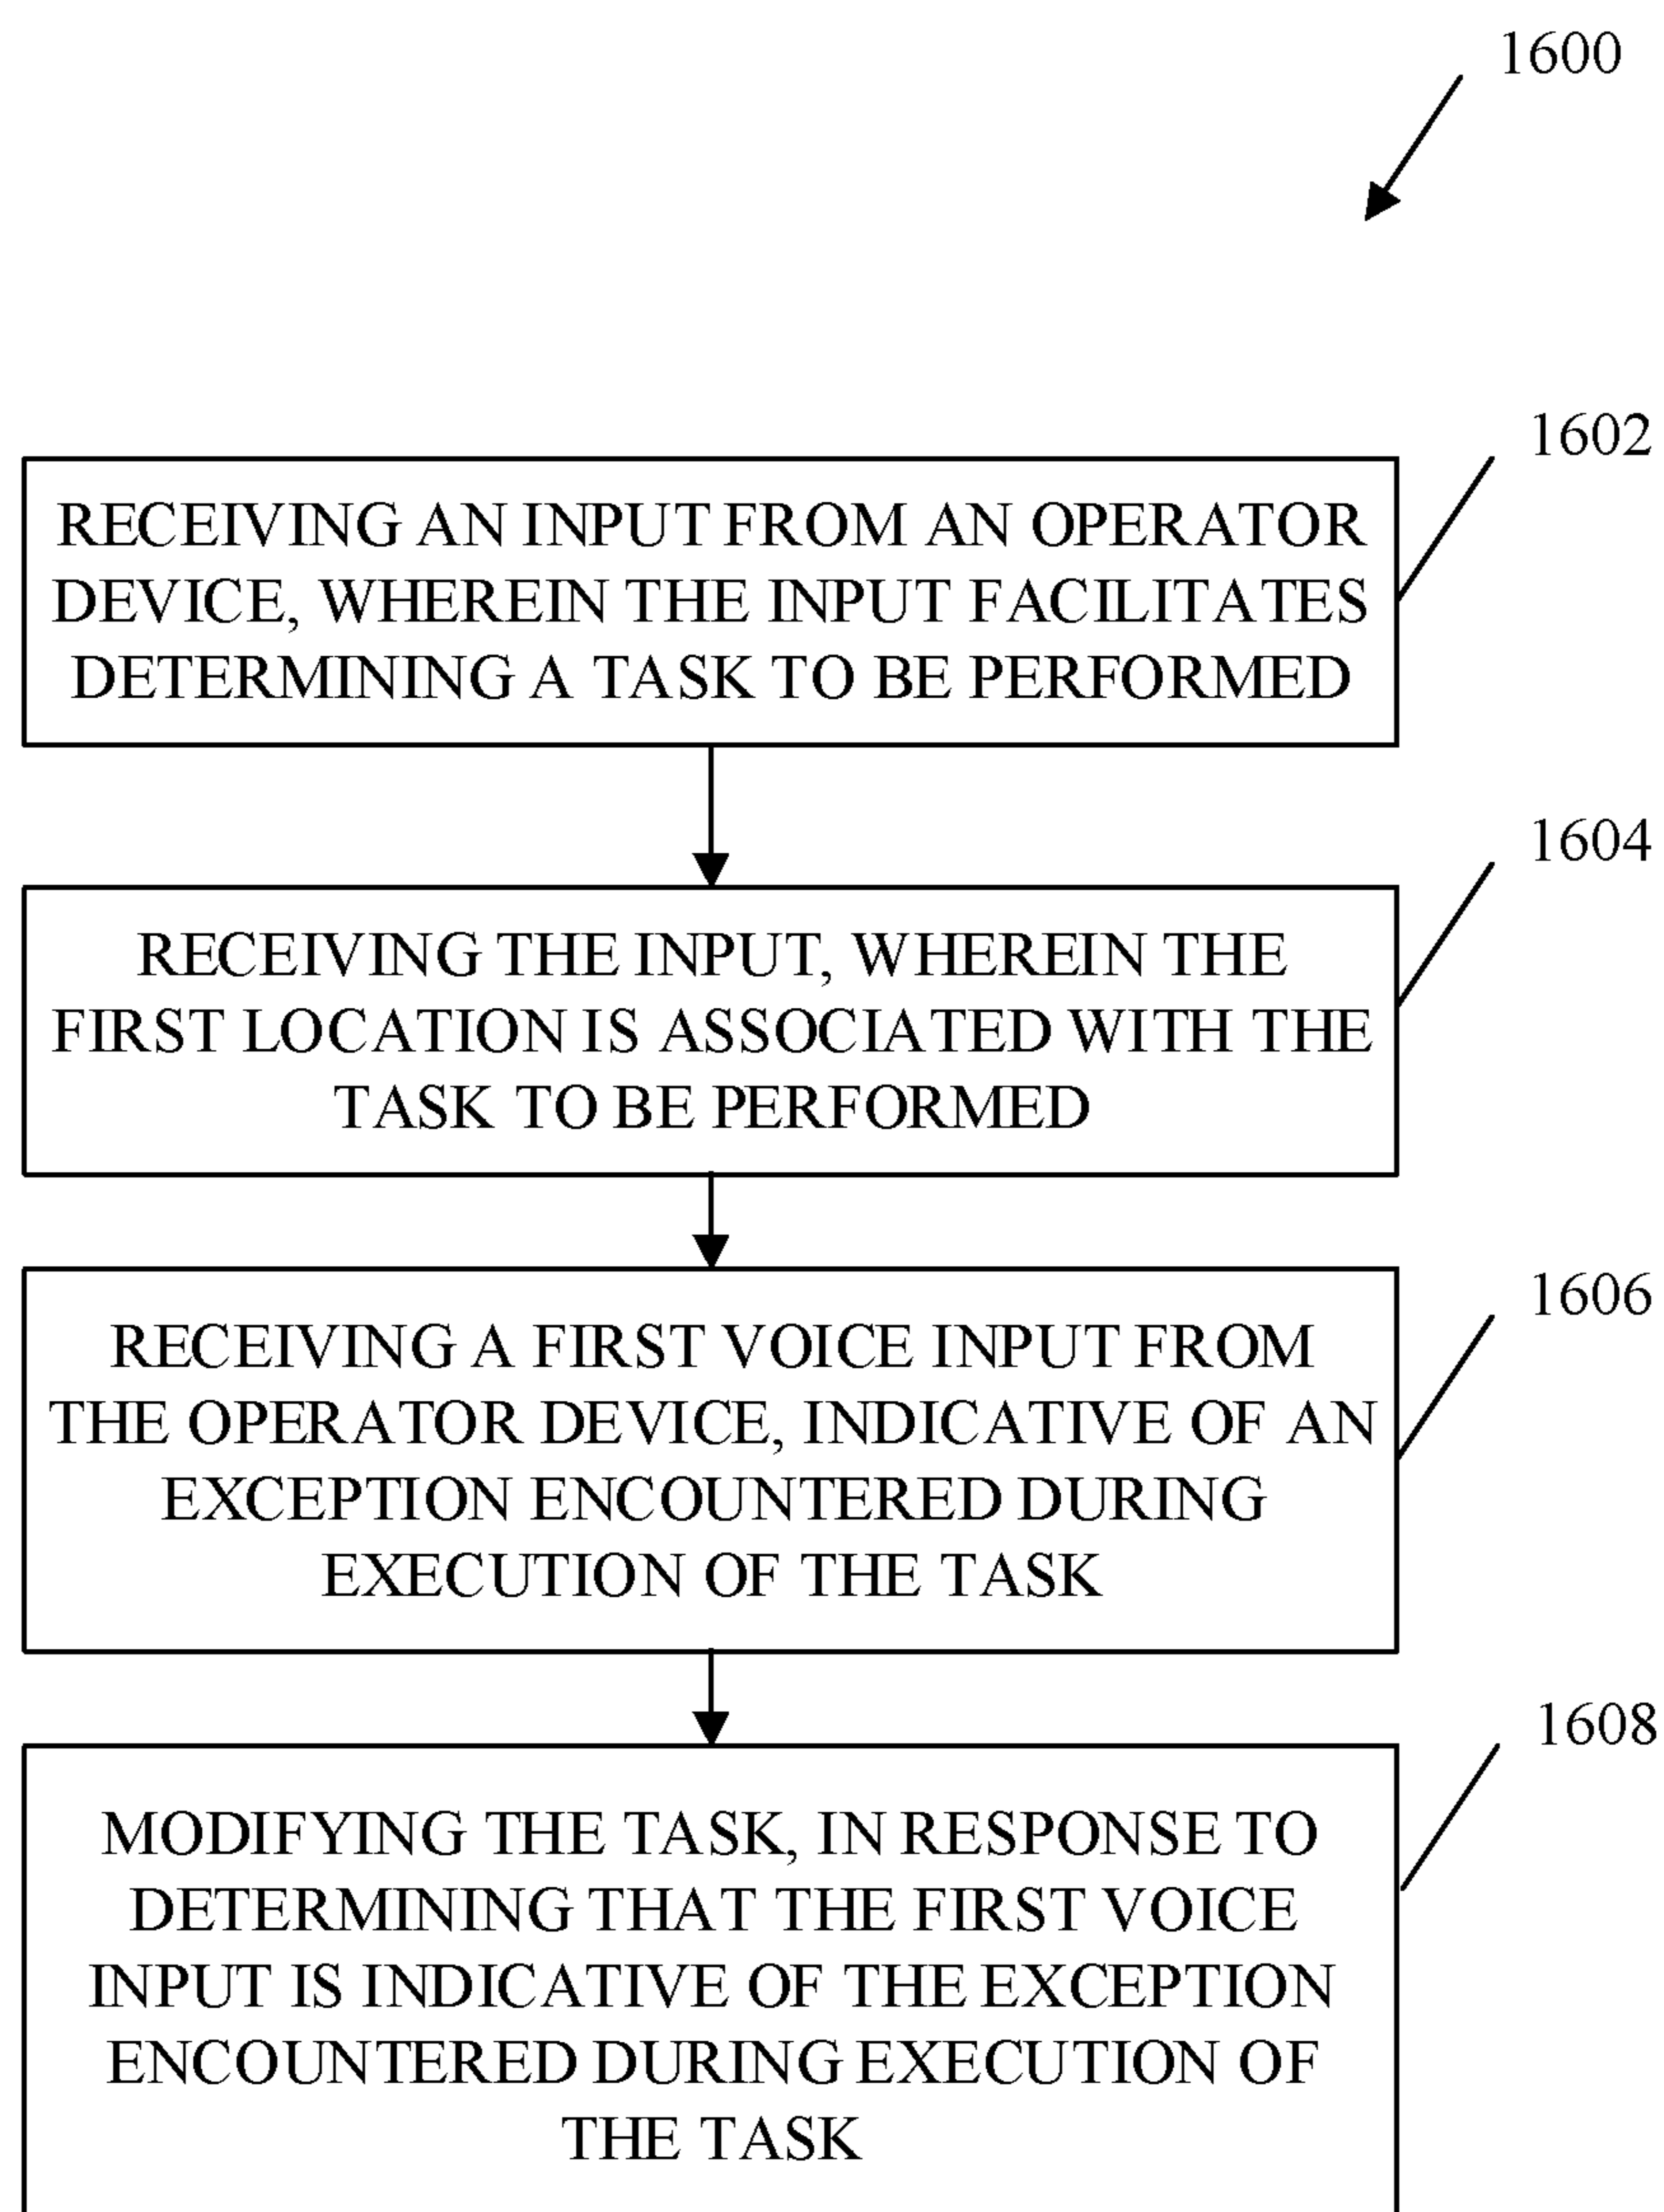 1600
1602
RECEIVING AN INPUT FROM AN OPERATOR
DEVICE, WHEREIN THE INPUT FACILITATES
DETERMINING A TASK TO BE PERFORMED
1604
RECEIVING THE INPUT, WHEREIN THE
FIRST LOCATION IS ASSOCIATED WITH THE
TASK TO BE PERFORMED
1606
RECEIVING A FIRST VOICE INPUT FROM
THE OPERATOR DEVICE, INDICATIVE OF AN
EXCEPTION ENCOUNTERED DURING
EXECUTION OF THE TASK
1608
MODIFYING THE TASK, IN RESPONSE TO
DETERMINING THAT THE FIRST VOICE
INPUT IS INDICATIVE OF THE EXCEPTION
ENCOUNTERED DURING EXECUTION OF
THE TASK